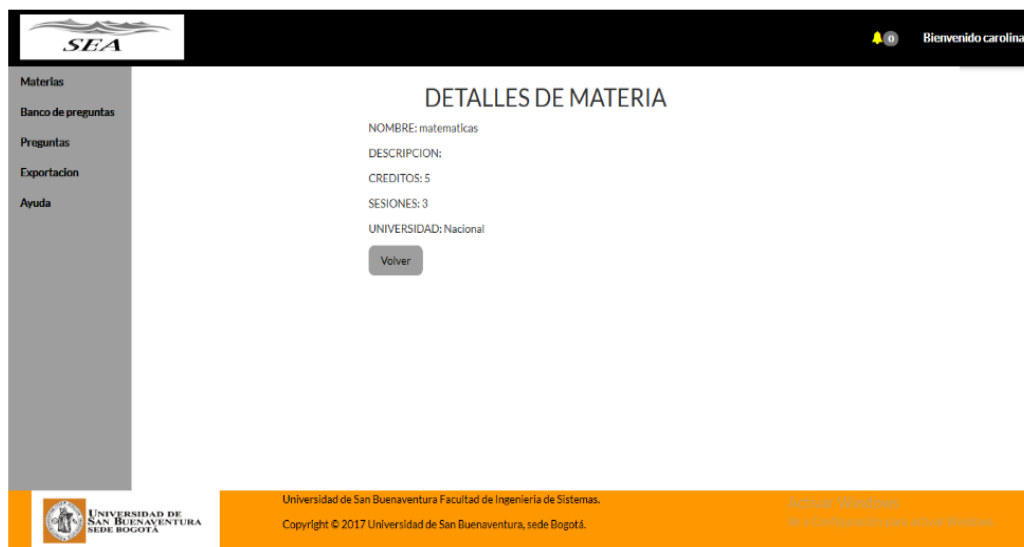 SEA
0
Bienvenido carolina
Materias
Banco de preguntas
Preguntas
Exportacion
Ayuda
DETALLES DE MATERIA
NOMBRE: matematicas
DESCRIPCION:
CREDITOS: 5
SESIONES: 3
UNIVERSIDAD: Nacional
Volver
UNIVERSIDAD DE
SAN BUENAVENTURA
SEDE BOGOTÁ
Universidad de San Buenaventura Facultad de Ingenieria de Sistemas.
Copyright © 2017 Universidad de San Buenaventura, sede Bogotá.
Activar Windows